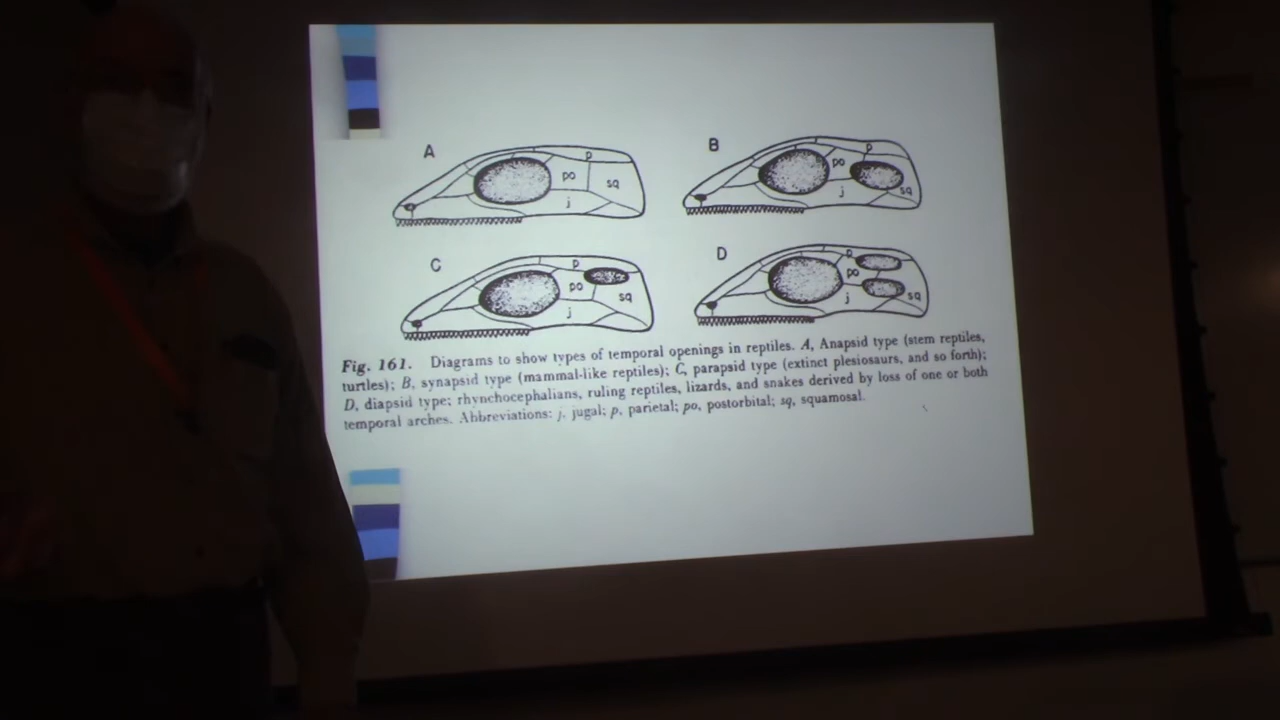 A
p
po
sq
j
B
p
po
j
sq
C
p
po
sq
j
D
p
po
j
sq
Fig. 161. Diagrams to show types of temporal openings in reptiles. A, Anapsid type (stem reptiles,
turtles); B, synapsid type (mammal-like reptiles); C, parapsid type (extinct plesiosaurs, and so forth);
D, diapsid type; rhynchocephalians, ruling reptiles, lizards, and snakes derived by loss of one or both
temporal arches. Abbreviations: j, jugal; p, parietal; po, postorbital; sq, squamosal.